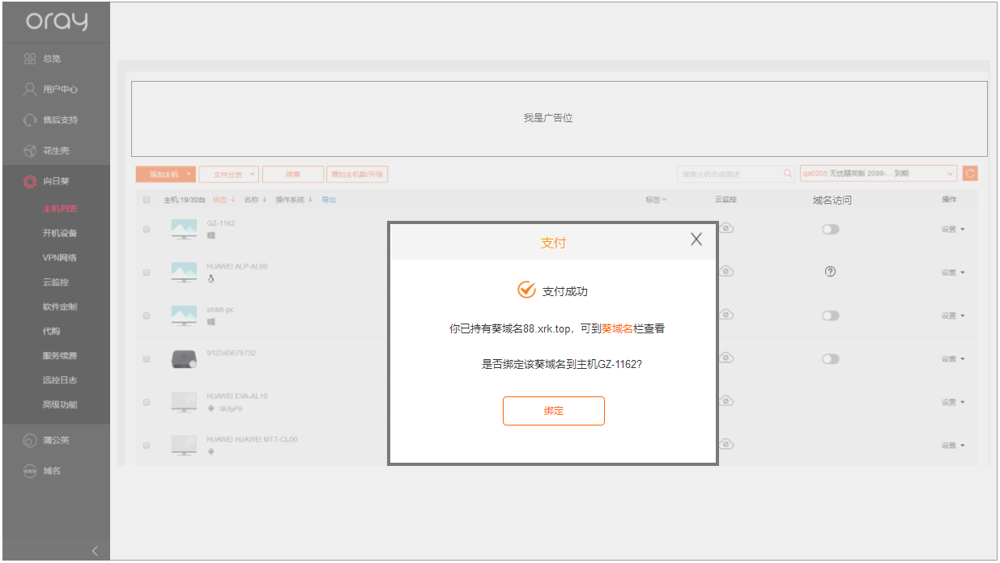 oray
总览
用户中心
售后支持
花生壳
向日葵
主机列表
开机设备
VPN网络
云监控
软件定制
代购
服务续费
远控日志
高级功能
蒲公英
域名
我是广告位
添加主机 文件分发 续费 增加主机数/升级 搜索主机名或描述 qa0205 无忧精英版 2099-... 到期
主机:19/30台 状态 名称 操作系统 导出 标签 云监控 域名访问 操作
GZ-1162 设置
HUAWEI ALP-AL00 设置
shikh-pc 设置
912345678732 设置
HUAWEI EVA-AL10 设置
华为P9
HUAWEI HUAWEI MT7-CL00 设置
支付
支付成功
你已持有葵域名88.xrk.top，可到葵域名栏查看
是否绑定该葵域名到主机GZ-1162?
绑定